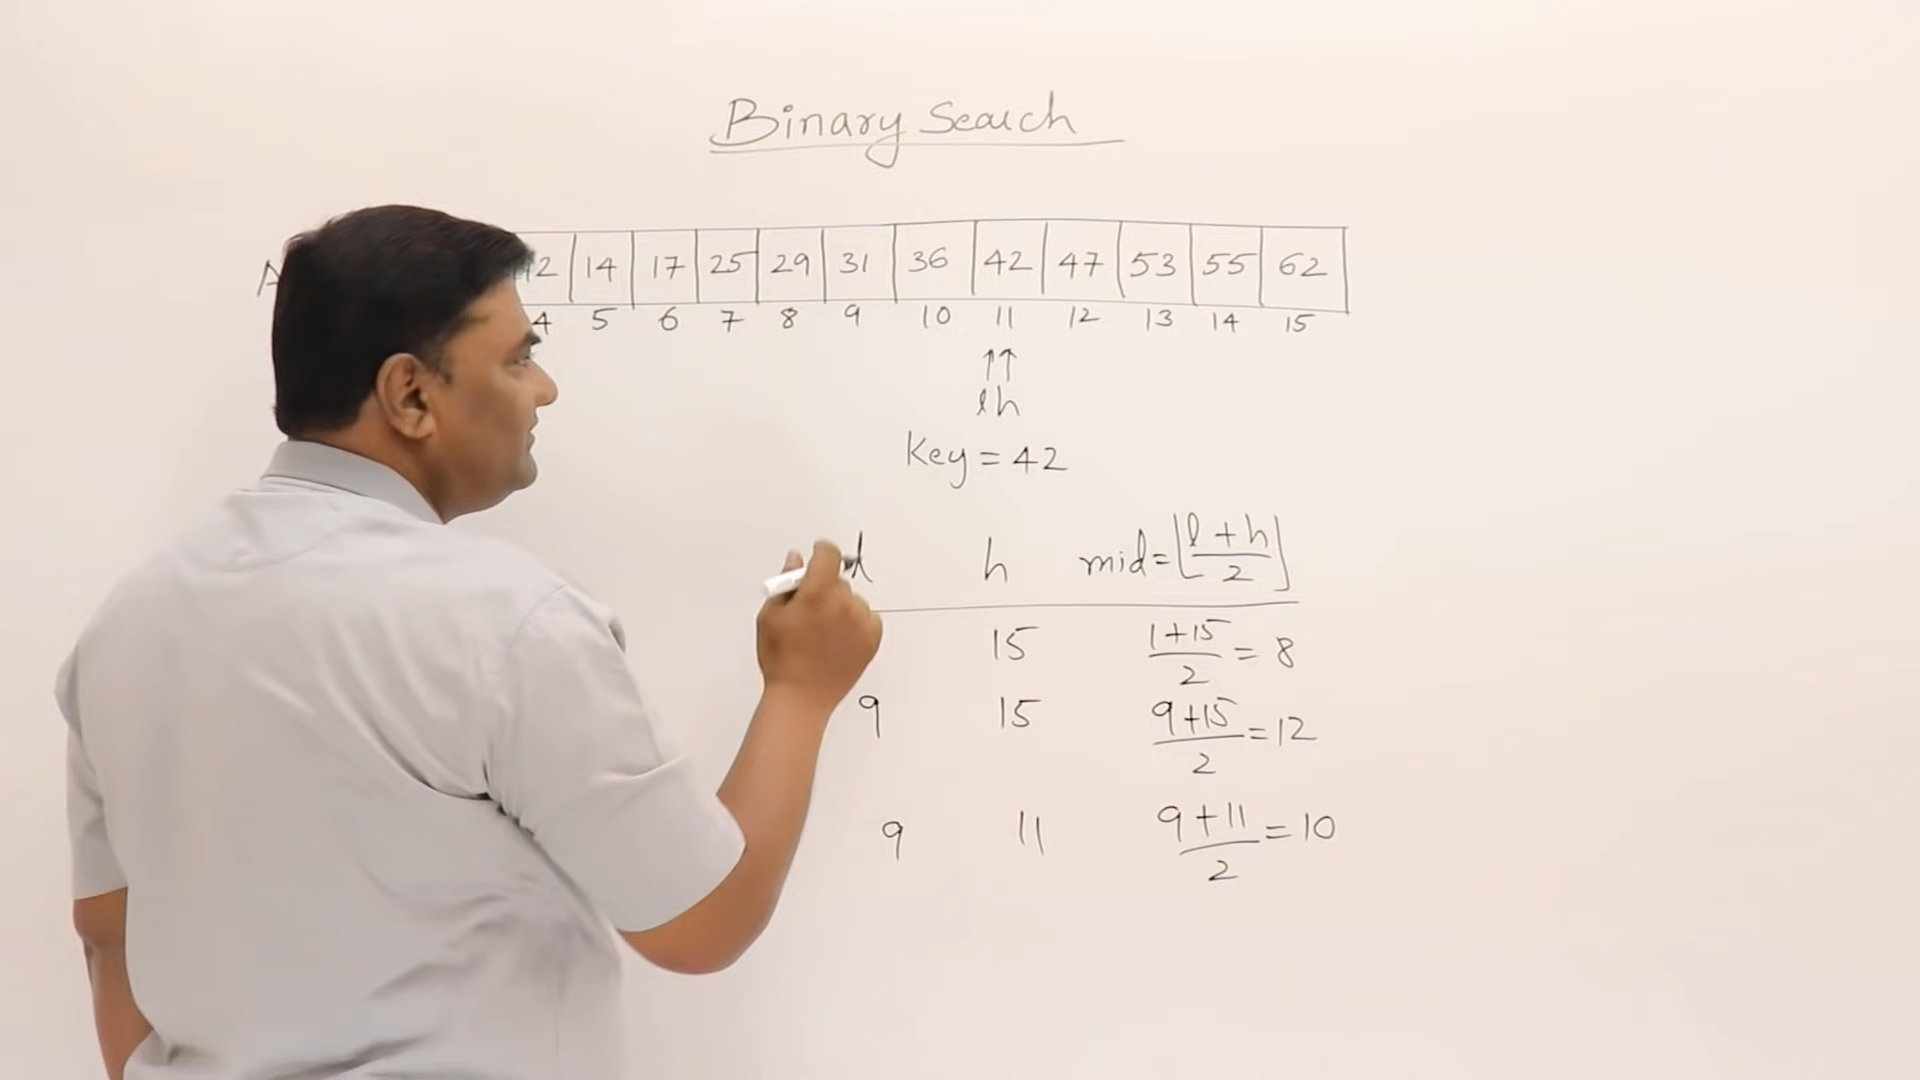 Binary Search
A 12 14 17 25 29 31 36 42 47 53 55 62
4 5 6 7 8 9 10 11 12 13 14 15
↑↑
l h
Key = 42
l h mid = ⌊(l + h)/2⌋
15 (1+15)/2 = 8
9 15 (9+15)/2 = 12
9 11 (9+11)/2 = 10